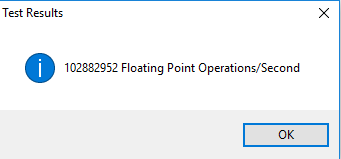 Test Results
102882952 Floating Point Operations/Second
OK